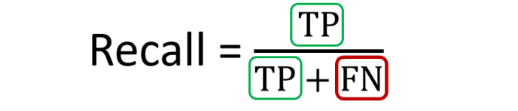 Recall = TP
TP + FN